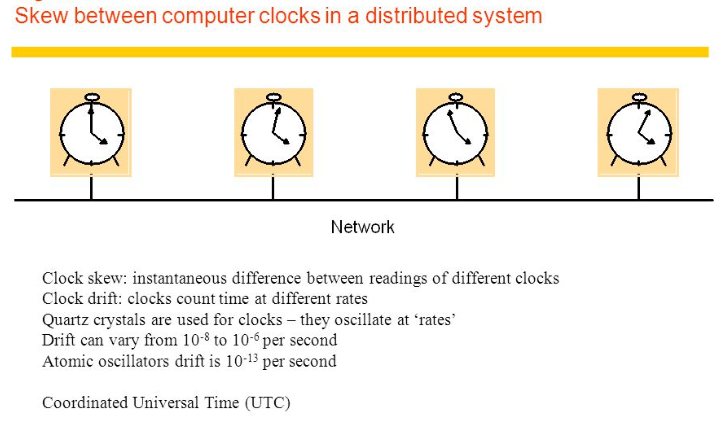 Skew between computer clocks in a distributed system
Network
Clock skew: instantaneous difference between readings of different clocks
Clock drift: clocks count time at different rates
Quartz crystals are used for clocks – they oscillate at ‘rates’
Drift can vary from 10⁻⁸ to 10⁻⁶ per second
Atomic oscillators drift is 10⁻¹³ per second
Coordinated Universal Time (UTC)